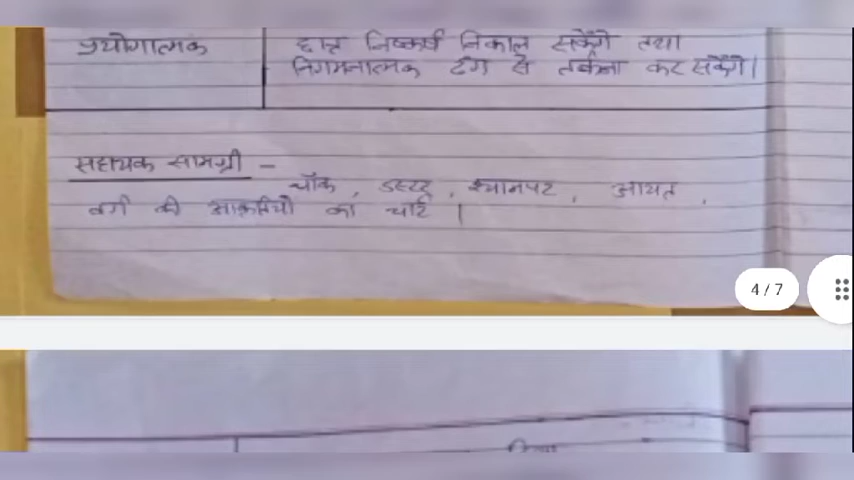 प्रयोगात्मक छात्र निष्कर्ष निकाल सकेंगे तथा
निगमनात्मक ढंग से तर्कना कर सकेंगे।
सहायक सामग्री -
चॉक, डस्टर, श्यामपट, आयत,
वर्ग की आकृतियों का चार्ट।
4 / 7